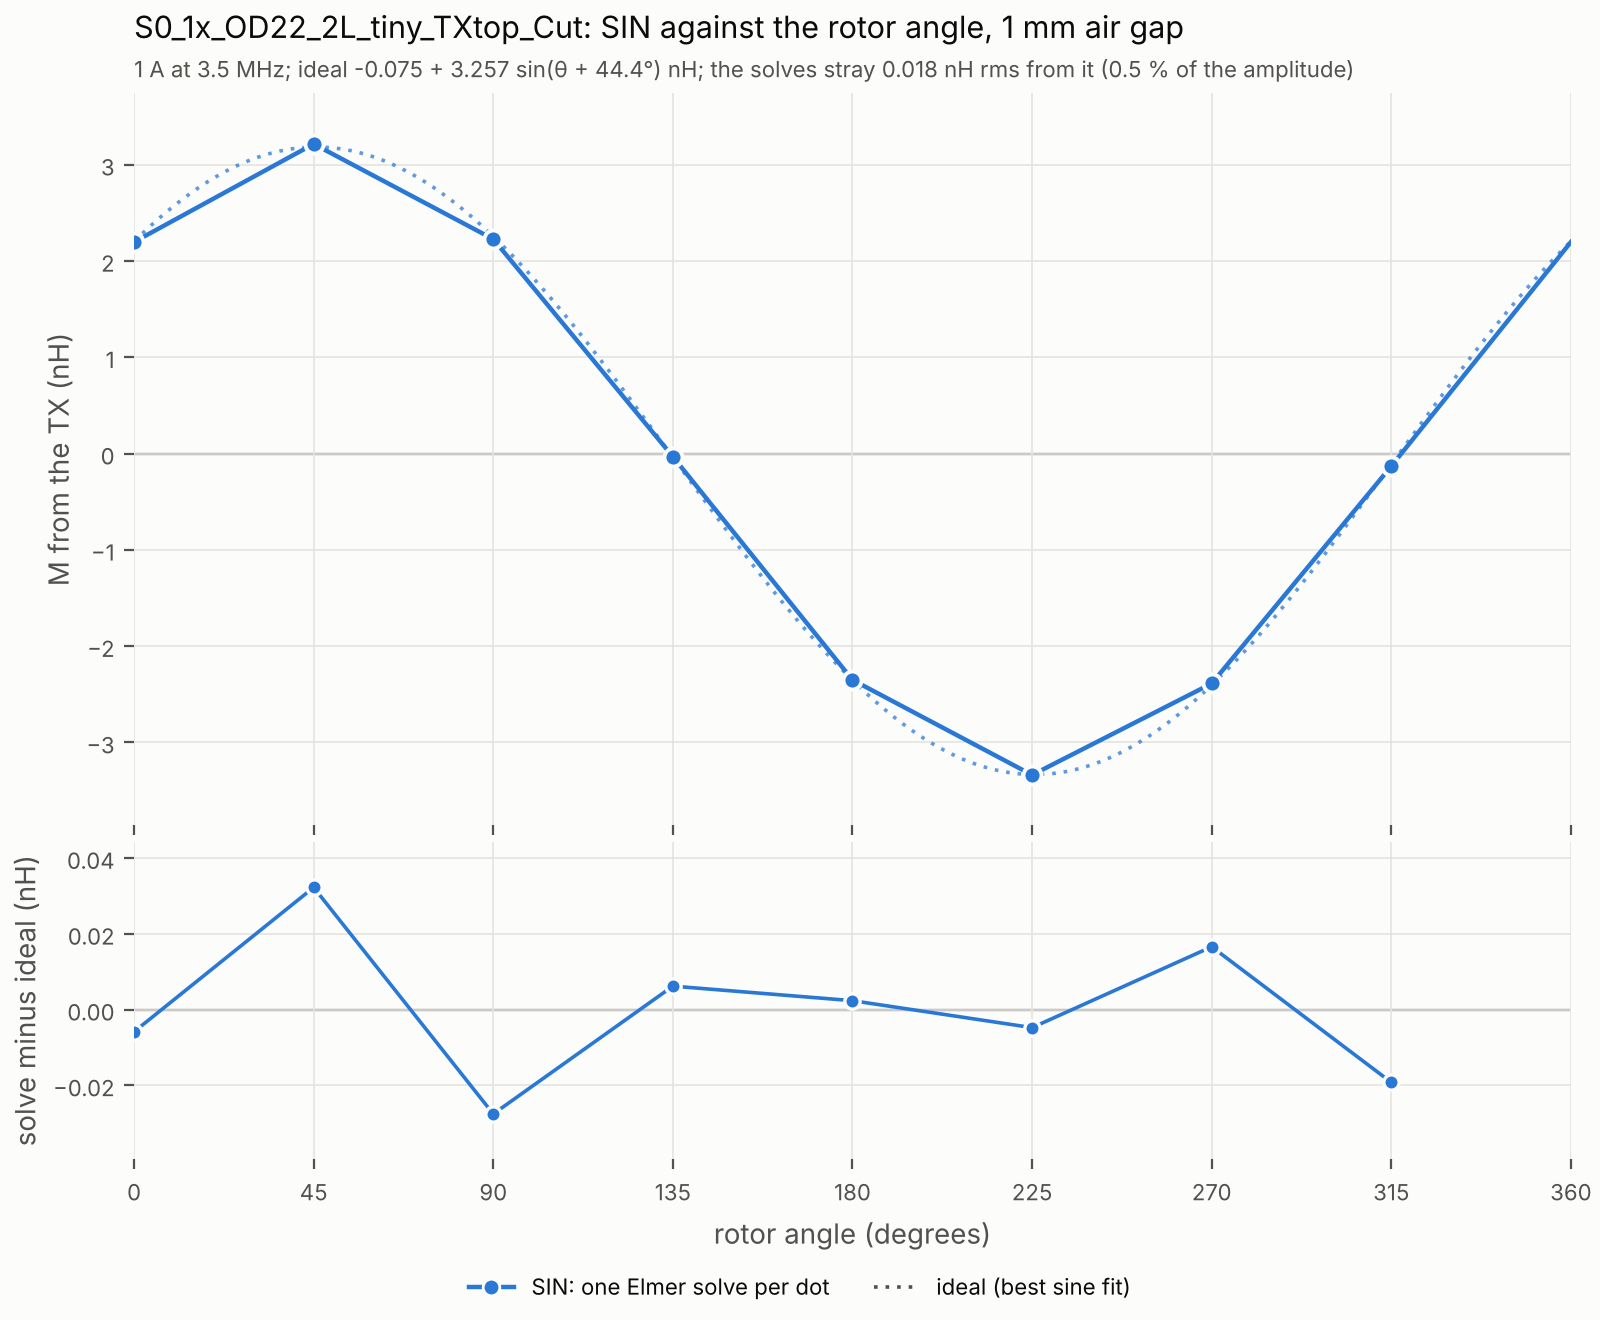 S0_1x_OD22_2L_tiny_TXtop_Cut: SIN against the rotor angle, 1 mm air gap
1 A at 3.5 MHz; ideal -0.075 + 3.257 sin(θ + 44.4°) nH; the solves stray 0.018 nH rms from it (0.5 % of the amplitude)
M from the TX (nH)
3
2
1
0
−1
−2
−3
solve minus ideal (nH)
0.04
0.02
0.00
−0.02
0 45 90 135 180 225 270 315 360
rotor angle (degrees)
SIN: one Elmer solve per dot ideal (best sine fit)